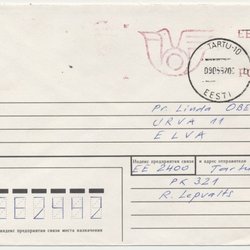 EE
TARTU-10
EESTI
Pr. Linda OBE
URVA 11
ELVA
Индекс предприятия связи и адрес отправителя
EE 2400 Tartu
PK 321
R. Lepvalts
EE2442
Индекс предприятия связи места назначения